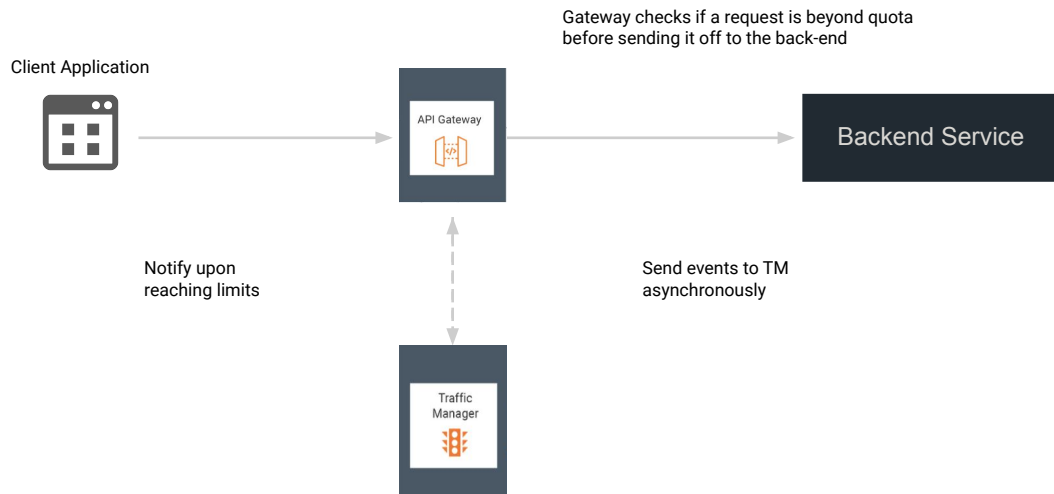 Gateway checks if a request is beyond quota
before sending it off to the back-end
Client Application
API Gateway
</>
Backend Service
Notify upon
reaching limits
Send events to TM
asynchronously
Traffic
Manager